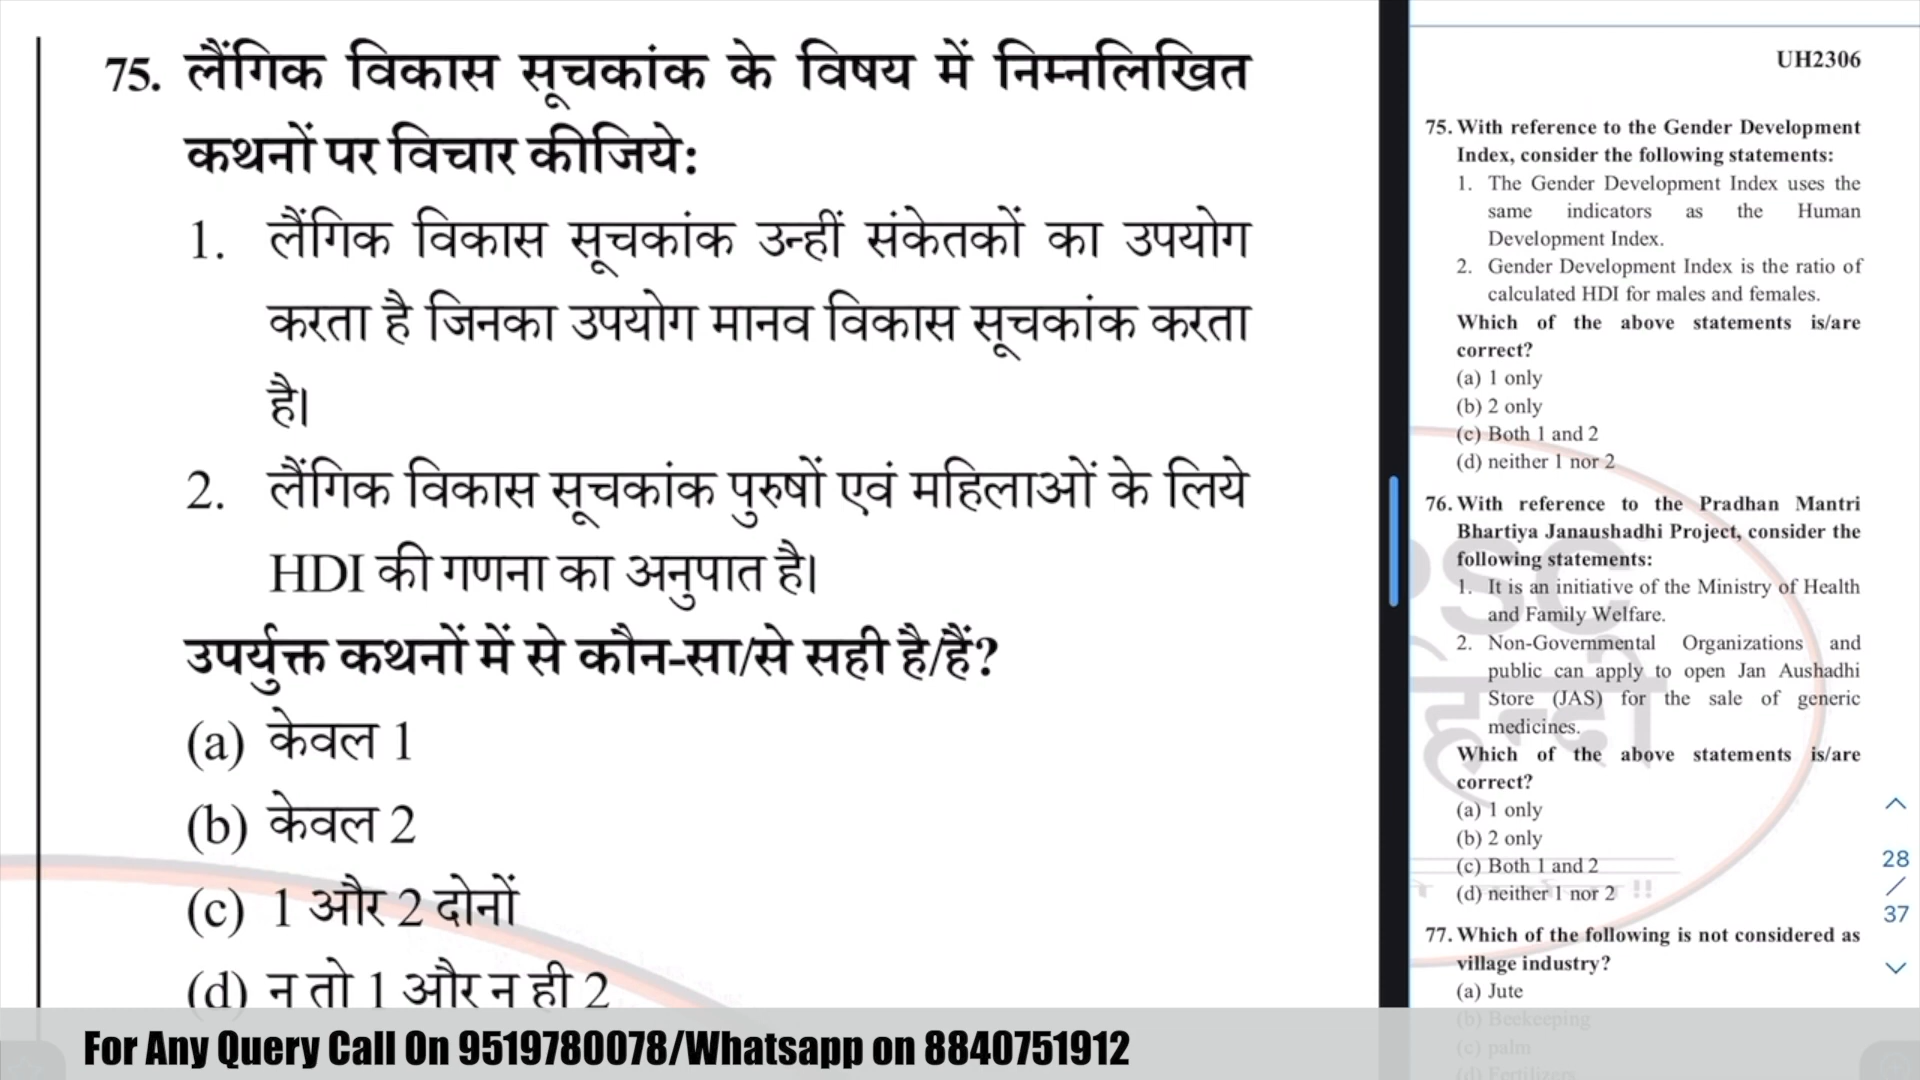 75. लैंगिक विकास सूचकांक के विषय में निम्नलिखित
कथनों पर विचार कीजिये:
1. लैंगिक विकास सूचकांक उन्हीं संकेतकों का उपयोग
करता है जिनका उपयोग मानव विकास सूचकांक करता
है।
2. लैंगिक विकास सूचकांक पुरुषों एवं महिलाओं के लिये
HDI की गणना का अनुपात है।
उपर्युक्त कथनों में से कौन-सा/से सही है/हैं?
(a) केवल 1
(b) केवल 2
(c) 1 और 2 दोनों
(d) न तो 1 और न ही 2
UH2306
75. With reference to the Gender Development
Index, consider the following statements:
1. The Gender Development Index uses the
same indicators as the Human
Development Index.
2. Gender Development Index is the ratio of
calculated HDI for males and females.
Which of the above statements is/are
correct?
(a) 1 only
(b) 2 only
(c) Both 1 and 2
(d) neither 1 nor 2
76. With reference to the Pradhan Mantri
Bhartiya Janaushadhi Project, consider the
following statements:
1. It is an initiative of the Ministry of Health
and Family Welfare.
2. Non-Governmental Organizations and
public can apply to open Jan Aushadhi
Store (JAS) for the sale of generic
medicines.
Which of the above statements is/are
correct?
(a) 1 only
(b) 2 only
(c) Both 1 and 2
(d) neither 1 nor 2
77. Which of the following is not considered as
village industry?
(a) Jute
(b) Beekeeping
(c) palm
(d) Fertilizers
28
/
37
For Any Query Call On 9519780078/Whatsapp on 8840751912